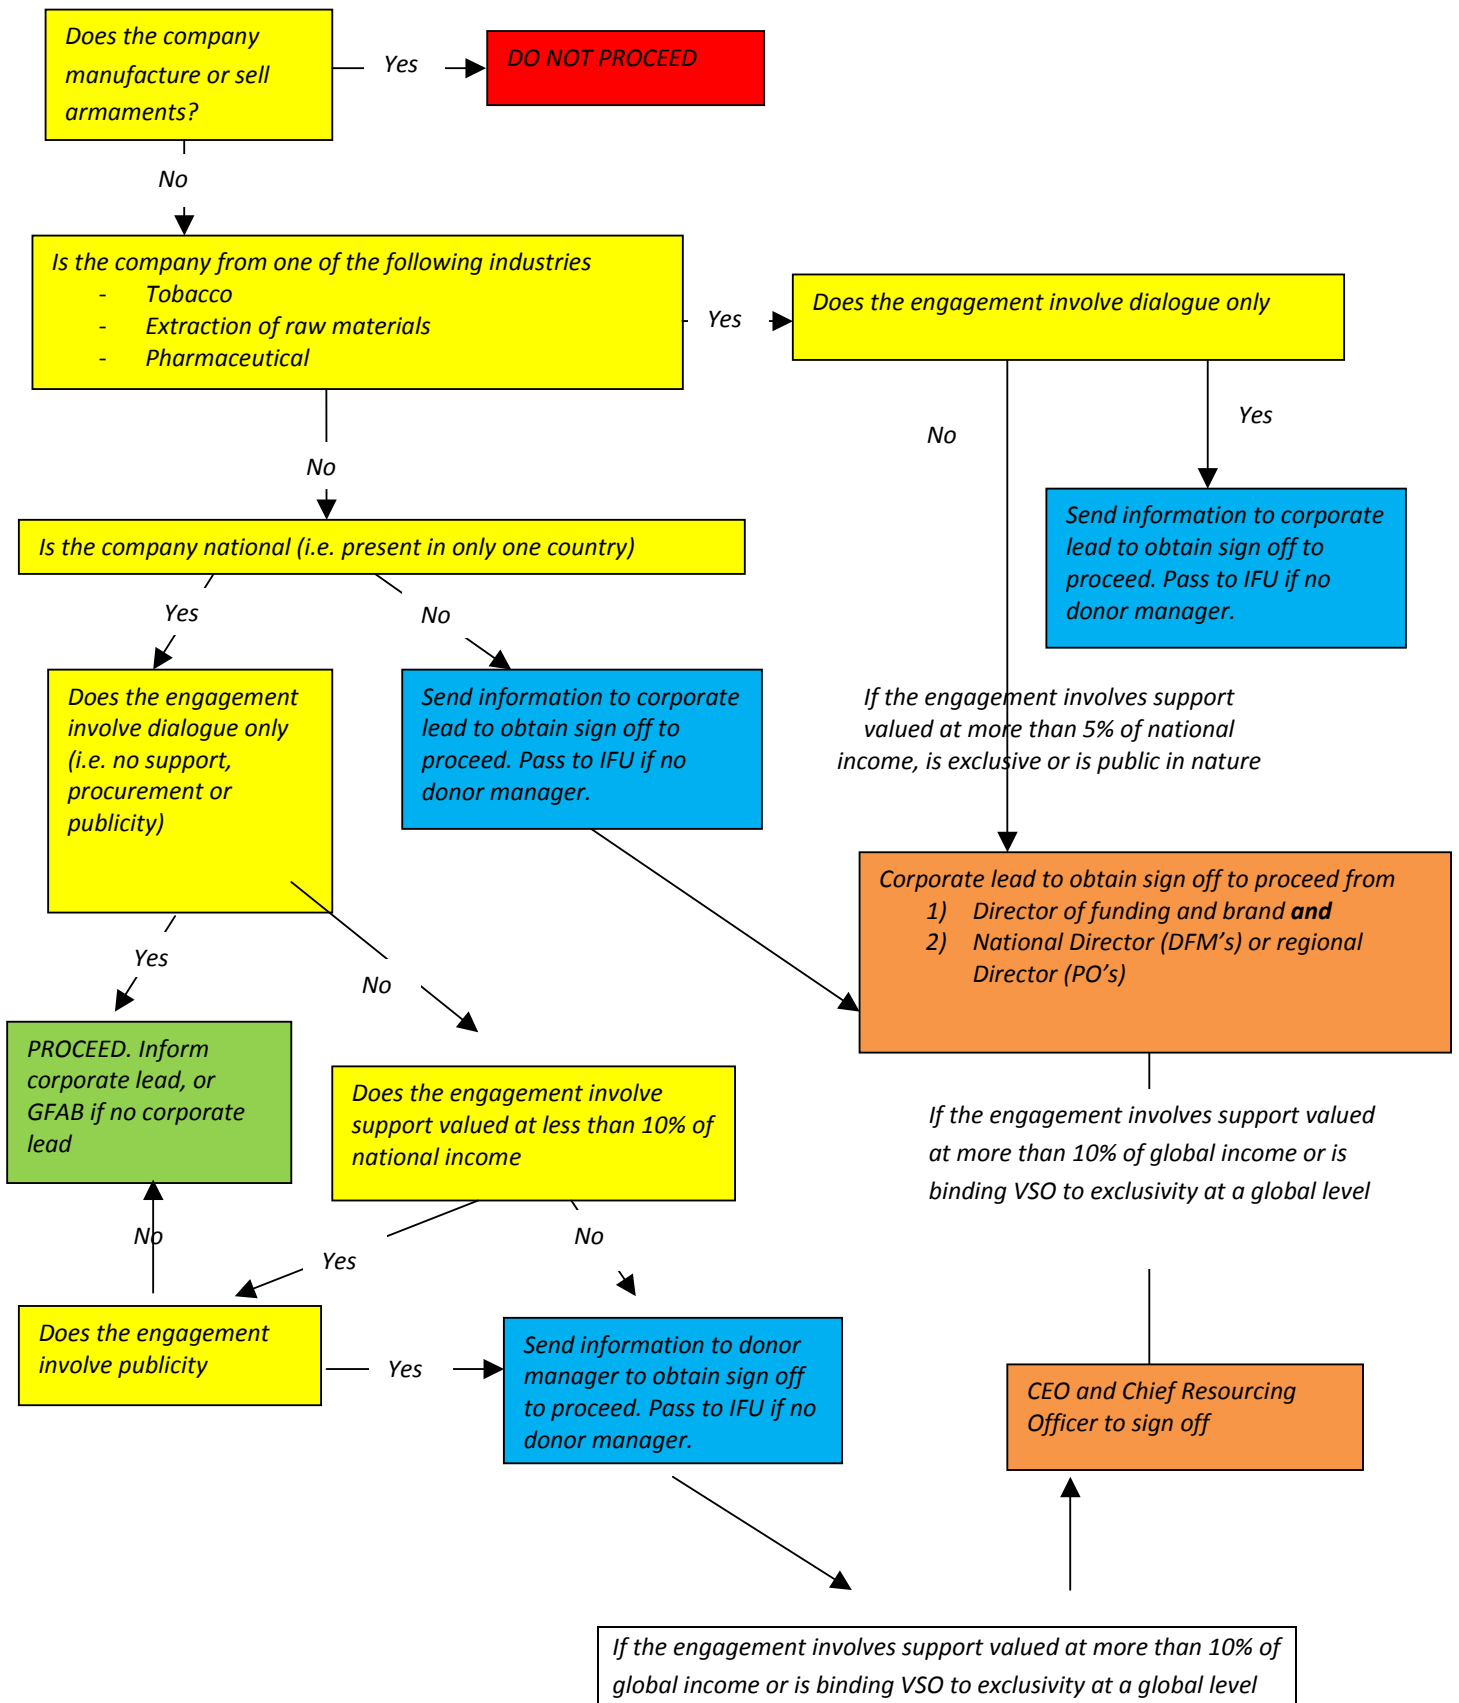 Does the company
manufacture or sell
armaments?
Yes
DO NOT PROCEED
No
Is the company from one of the following industries
- Tobacco
- Extraction of raw materials
- Pharmaceutical
Yes
Does the engagement involve dialogue only
No
Yes
No
Send information to corporate
lead to obtain sign off to
proceed. Pass to IFU if no
donor manager.
Is the company national (i.e. present in only one country)
Yes
No
Does the engagement
involve dialogue only
(i.e. no support,
procurement or
publicity)
Send information to corporate
lead to obtain sign off to
proceed. Pass to IFU if no
donor manager.
If the engagement involves support
valued at more than 5% of national
income, is exclusive or is public in nature
Corporate lead to obtain sign off to proceed from
1) Director of funding and brand and
2) National Director (DFM's) or regional
Director (PO's)
Yes
No
PROCEED. Inform
corporate lead, or
GFAB if no corporate
lead
Does the engagement involve
support valued at less than 10% of
national income
If the engagement involves support valued
at more than 10% of global income or is
binding VSO to exclusivity at a global level
No
Yes
No
Does the engagement
involve publicity
Yes
Send information to donor
manager to obtain sign off
to proceed. Pass to IFU if no
donor manager.
CEO and Chief Resourcing
Officer to sign off
If the engagement involves support valued at more than 10% of
global income or is binding VSO to exclusivity at a global level